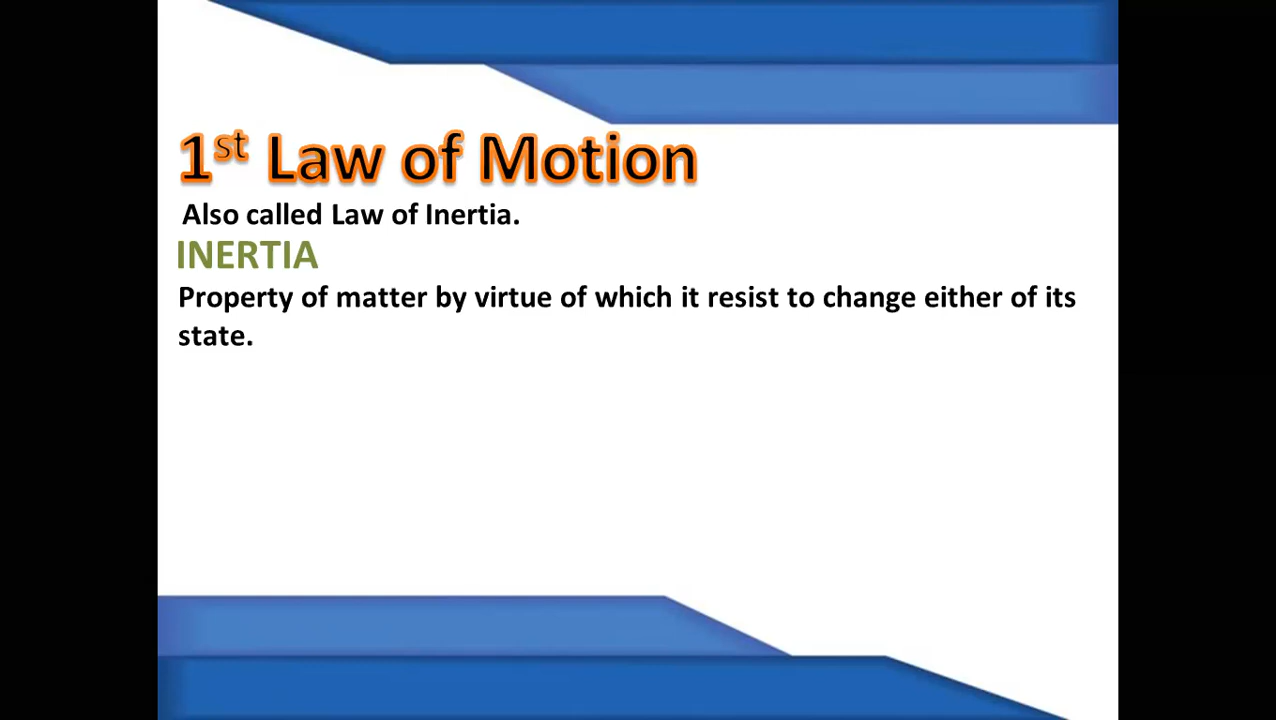 1st Law of Motion
Also called Law of Inertia.
INERTIA
Property of matter by virtue of which it resist to change either of its
state.